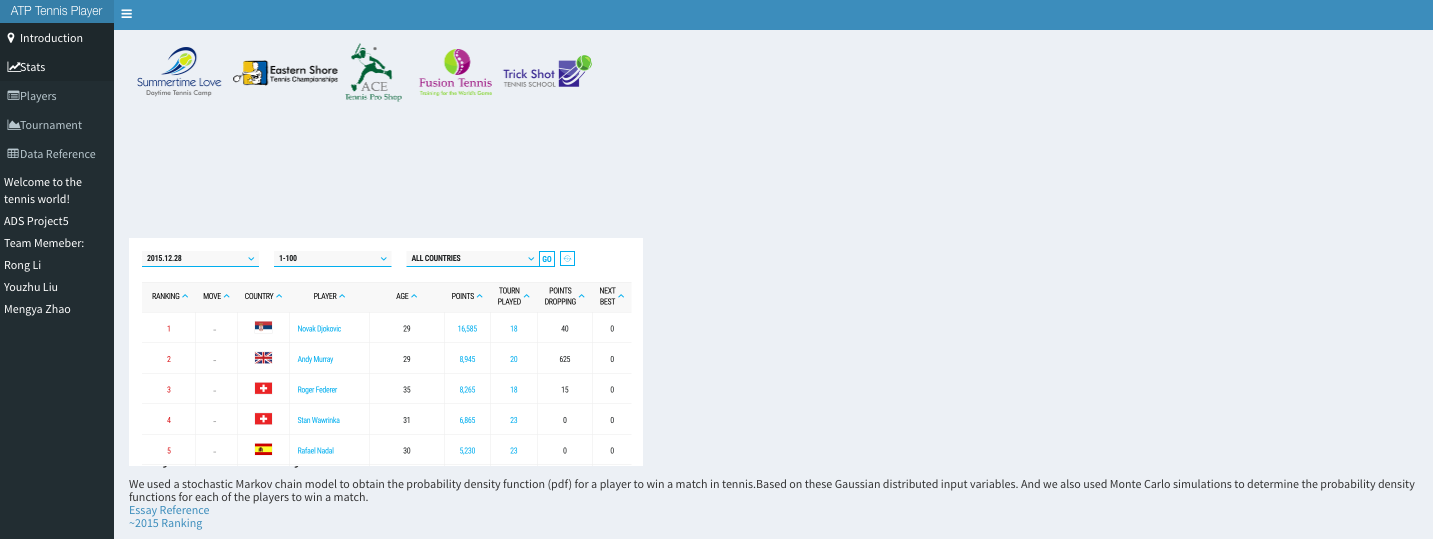 ATP Tennis Player
Introduction
Stats
Players
Tournament
Data Reference
Welcome to the
tennis world!
ADS Project5
Team Memeber:
Rong Li
Youzhu Liu
Mengya Zhao
Summertime Love
Daytime Tennis Camp
Eastern Shore
Tennis Championships
ACE
Tennis Pro Shop
Fusion Tennis
Training for the World's Game
Trick Shot
TENNIS SCHOOL
2015.12.28 1-100 ALL COUNTRIES GO
RANKING MOVE COUNTRY PLAYER AGE POINTS TOURN PLAYED POINTS DROPPING NEXT BEST
1 - Novak Djokovic 29 16,585 18 40 0
2 - Andy Murray 29 8,945 20 625 0
3 - Roger Federer 35 8,265 18 15 0
4 - Stan Wawrinka 31 6,865 23 0 0
5 - Rafael Nadal 30 5,230 23 0 0
We used a stochastic Markov chain model to obtain the probability density function (pdf) for a player to win a match in tennis.Based on these Gaussian distributed input variables. And we also used Monte Carlo simulations to determine the probability density
functions for each of the players to win a match.
Essay Reference
~2015 Ranking